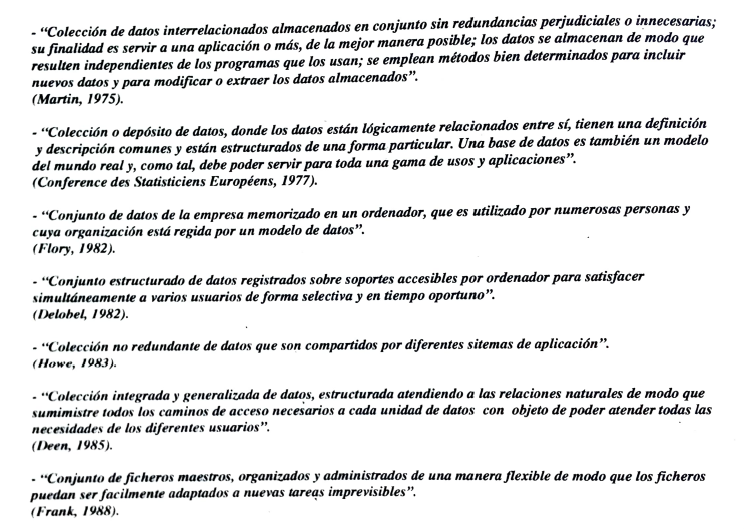 - “Colección de datos interrelacionados almacenados en conjunto sin redundancias perjudiciales o innecesarias;
su finalidad es servir a una aplicación o más, de la mejor manera posible; los datos se almacenan de modo que
resulten independientes de los programas que los usan; se emplean métodos bien determinados para incluir
nuevos datos y para modificar o extraer los datos almacenados”.
(Martin, 1975).
- “Colección o depósito de datos, donde los datos están lógicamente relacionados entre sí, tienen una definición
y descripción comunes y están estructurados de una forma particular. Una base de datos es también un modelo
del mundo real y, como tal, debe poder servir para toda una gama de usos y aplicaciones”.
(Conference des Statisticiens Européens, 1977).
- “Conjunto de datos de la empresa memorizado en un ordenador, que es utilizado por numerosas personas y
cuya organización está regida por un modelo de datos”.
(Flory, 1982).
- “Conjunto estructurado de datos registrados sobre soportes accesibles por ordenador para satisfacer
simultáneamente a varios usuarios de forma selectiva y en tiempo oportuno”.
(Delobel, 1982).
- “Colección no redundante de datos que son compartidos por diferentes sitemas de aplicación”.
(Howe, 1983).
- “Colección integrada y generalizada de datos, estructurada atendiendo a las relaciones naturales de modo que
sumimistre todos los caminos de acceso necesarios a cada unidad de datos con objeto de poder atender todas las
necesidades de los diferentes usuarios”.
(Deen, 1985).
- “Conjunto de ficheros maestros, organizados y administrados de una manera flexible de modo que los ficheros
puedan ser facilmente adaptados a nuevas tareas imprevisibles”.
(Frank, 1988).